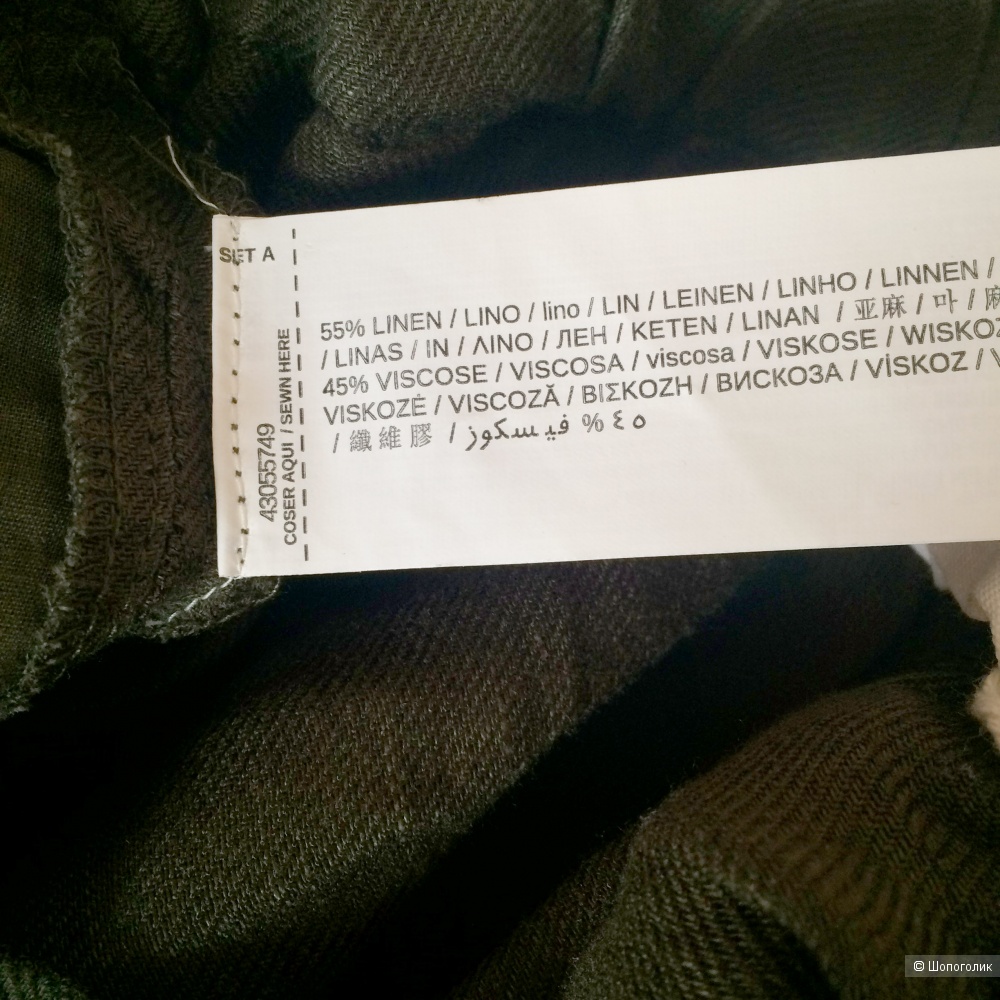 SET A
43055749
COSER AQUI / SEWN HERE
55% LINEN / LINO / lino / LIN / LEINEN / LINHO / LINNEN /
/ LINAS / IN / ΛΙΝΟ / ЛЕН / KETEN / LINAN / 亚麻 / 마 / 麻
45% VISCOSE / VISCOSA / viscosa / VISKOSE / WISKOZ
VISKOZĖ / VISCOZĂ / ΒΙΣΚΟΖΗ / ВИСКОЗА / VİSKOZ /
/ 纖維膠 / ٤٥ % فيسكوز
© Шопоголик